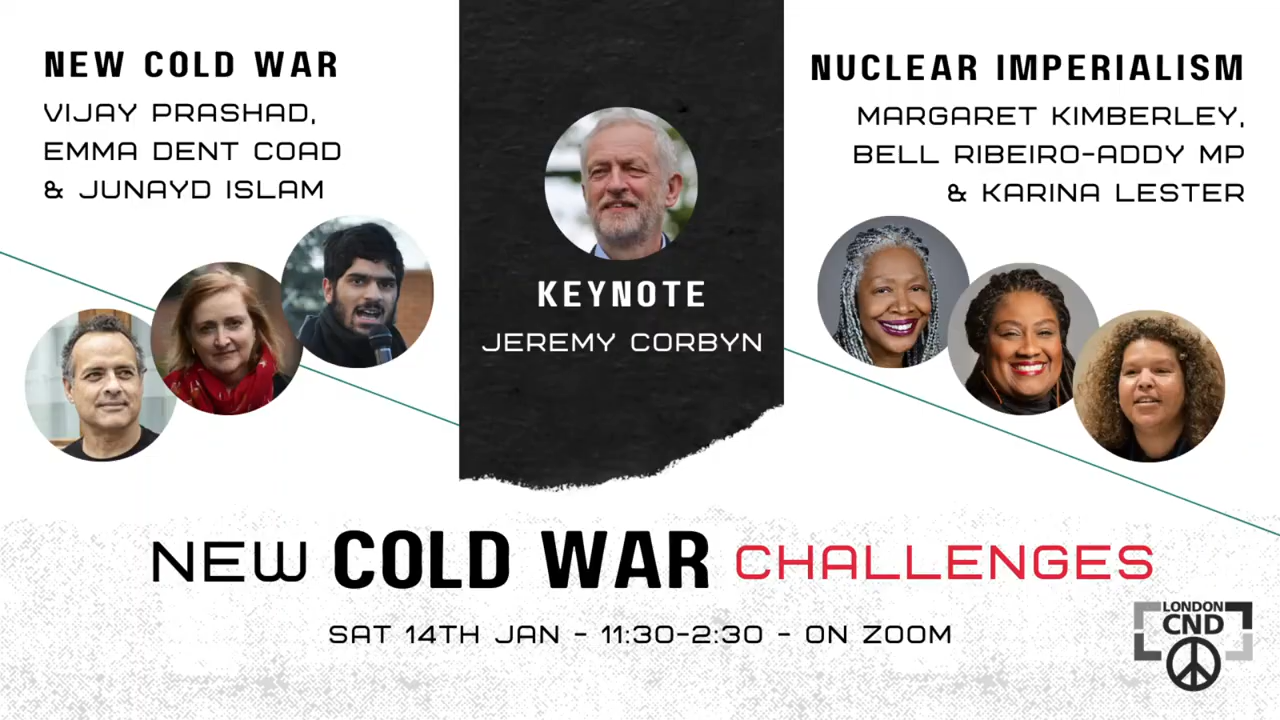 NEW COLD WAR
VIJAY PRASHAD,
EMMA DENT COAD
& JUNAYD ISLAM
KEYNOTE
JEREMY CORBYN
NUCLEAR IMPERIALISM
MARGARET KIMBERLEY,
BELL RIBEIRO-ADDY MP
& KARINA LESTER
NEW COLD WAR CHALLENGES
SAT 14TH JAN - 11:30-2:30 - ON ZOOM
LONDON
CND